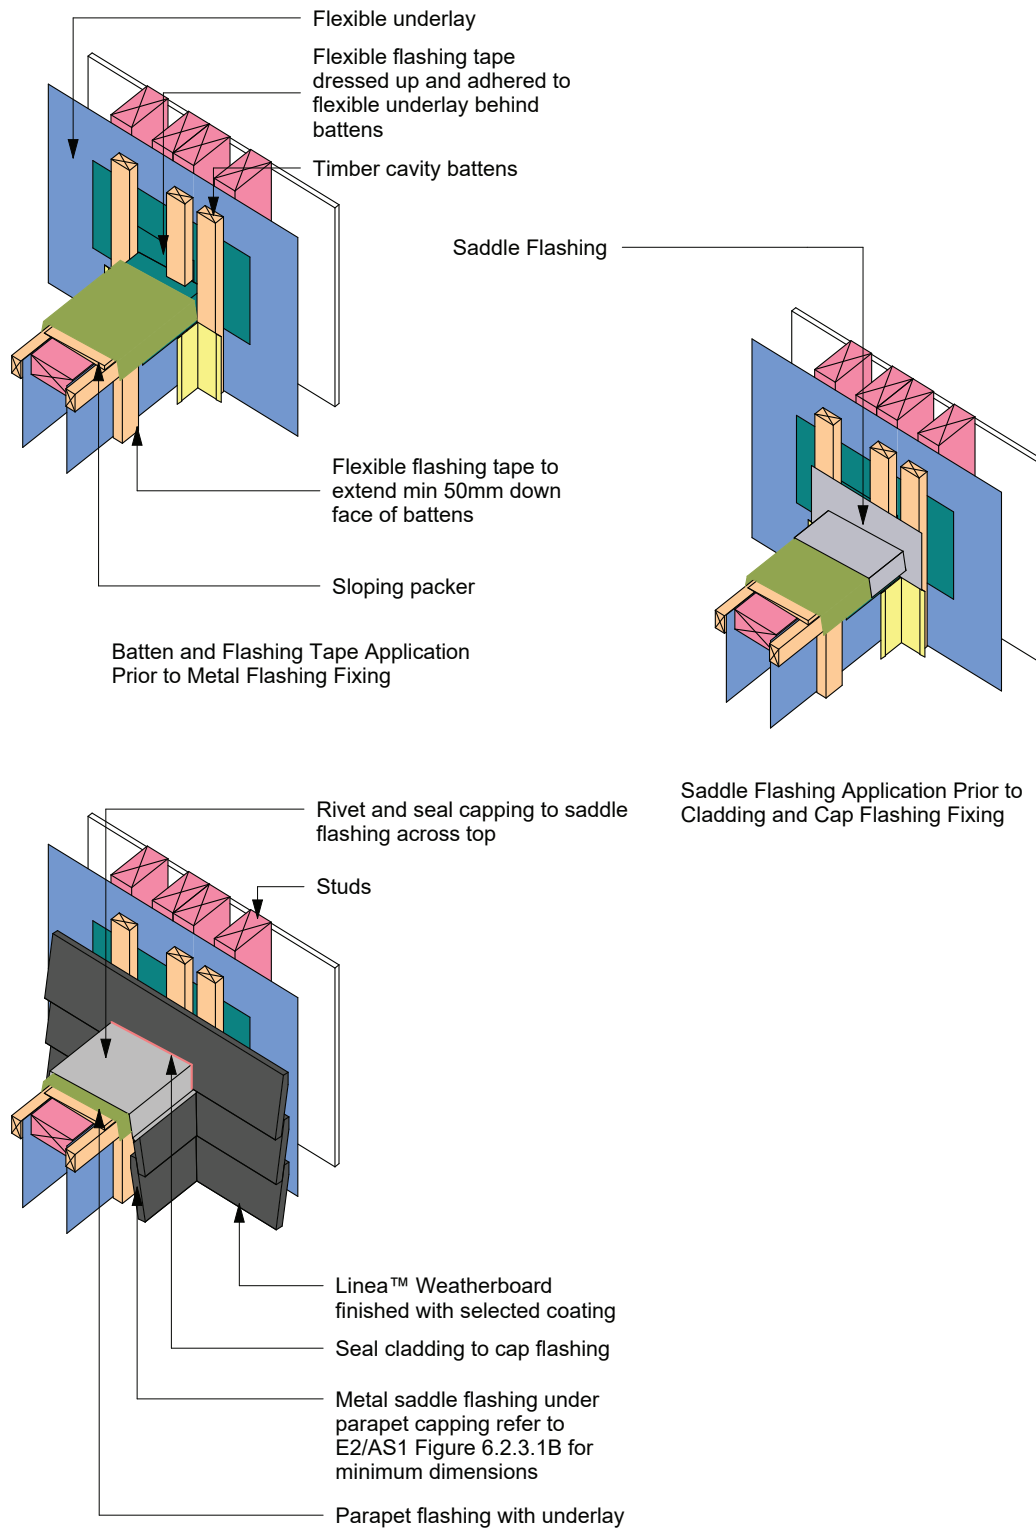 Flexible underlay
Flexible flashing tape
dressed up and adhered to
flexible underlay behind
battens
Timber cavity battens
Saddle Flashing
Flexible flashing tape to
extend min 50mm down
face of battens
Sloping packer
Batten and Flashing Tape Application
Prior to Metal Flashing Fixing
Saddle Flashing Application Prior to
Cladding and Cap Flashing Fixing
Rivet and seal capping to saddle
flashing across top
Studs
Linea™ Weatherboard
finished with selected coating
Seal cladding to cap flashing
Metal saddle flashing under
parapet capping refer to
E2/AS1 Figure 6.2.3.1B for
minimum dimensions
Parapet flashing with underlay